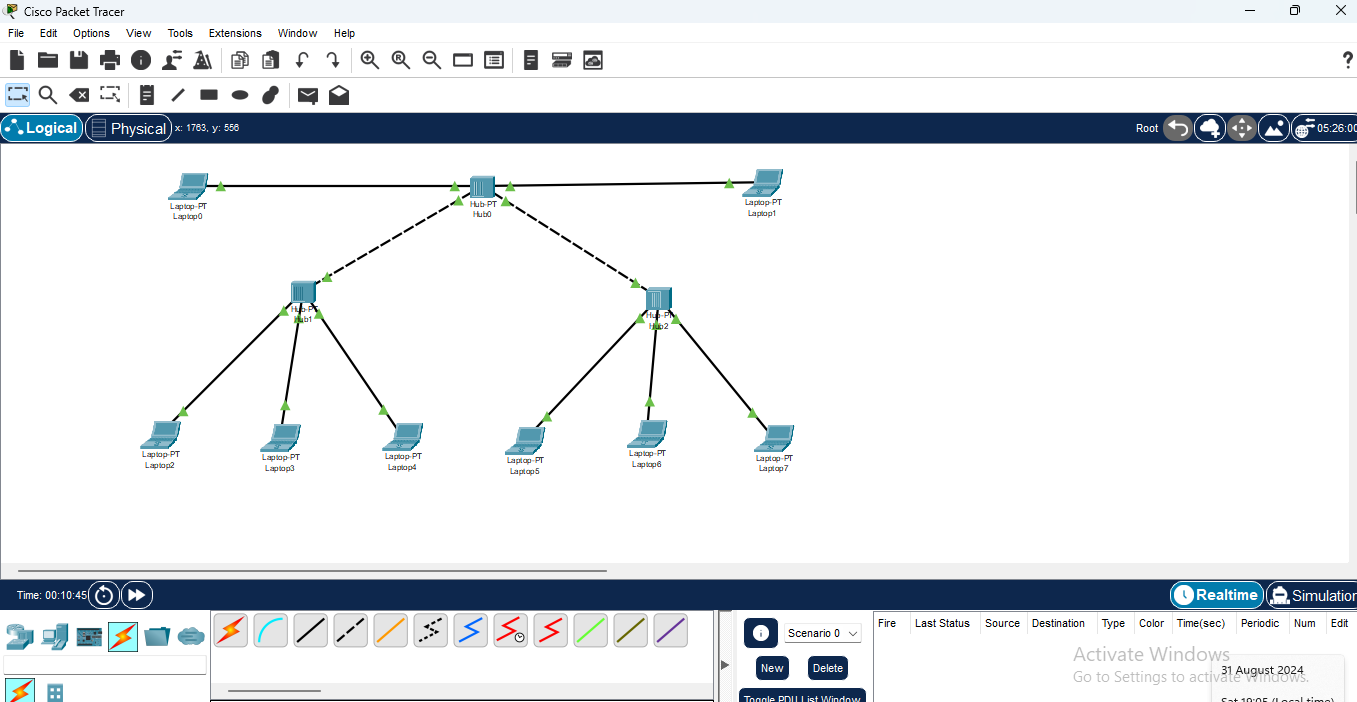 Cisco Packet Tracer
File Edit Options View Tools Extensions Window Help
?
Logical Physical x: 1763, y: 556 Root 05:26:00
Laptop-PT
Laptop0
Hub-PT
Hub0
Laptop-PT
Laptop1
Hub-PT
Hub1
Hub-PT
Hub2
Laptop-PT
Laptop2
Laptop-PT
Laptop3
Laptop-PT
Laptop4
Laptop-PT
Laptop5
Laptop-PT
Laptop6
Laptop-PT
Laptop7
Time: 00:10:45 Realtime Simulation
Scenario 0
New Delete
Toggle PDU List Window
Fire Last Status Source Destination Type Color Time(sec) Periodic Num Edit
Activate Windows
Go to Settings to activate Windows.
31 August 2024
Sat 19:05 (Local time)